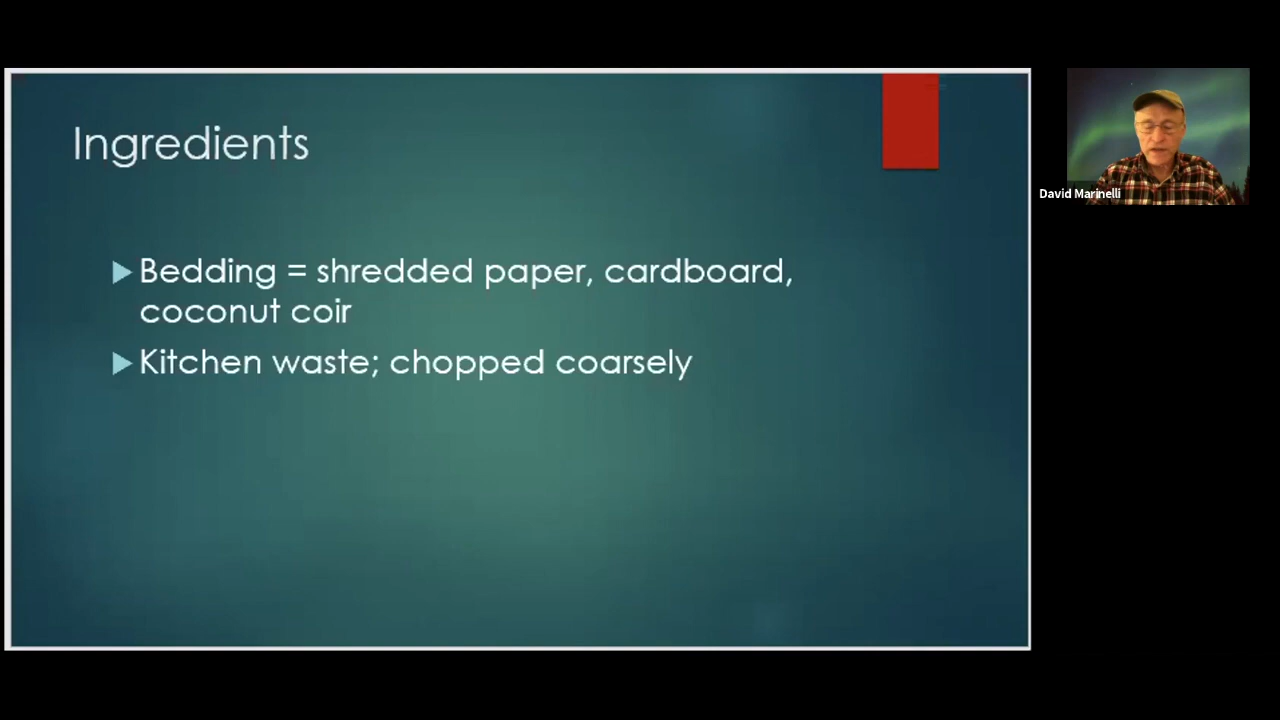 Ingredients
Bedding = shredded paper, cardboard,
coconut coir
Kitchen waste; chopped coarsely
David Marinelli